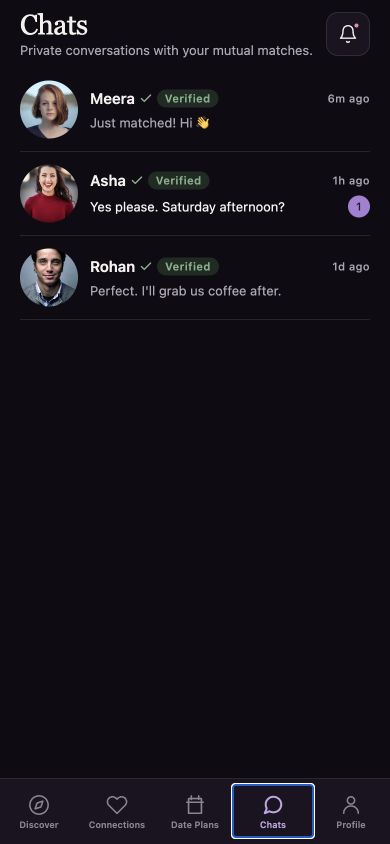 Chats
Private conversations with your mutual matches.
Meera ✓ Verified 6m ago
Just matched! Hi 👋
Asha ✓ Verified 1h ago
Yes please. Saturday afternoon? 1
Rohan ✓ Verified 1d ago
Perfect. I'll grab us coffee after.
Discover Connections Date Plans Chats Profile